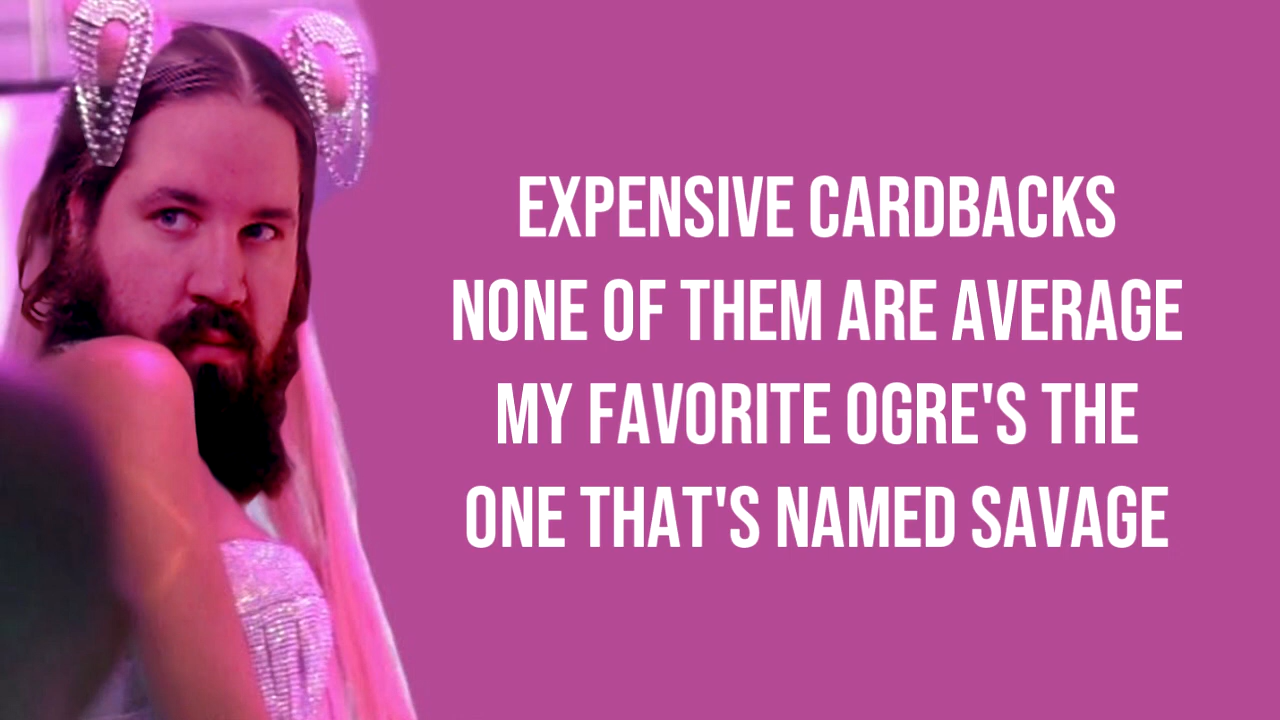 EXPENSIVE CARDBACKS
NONE OF THEM ARE AVERAGE
MY FAVORITE OGRE'S THE
ONE THAT'S NAMED SAVAGE